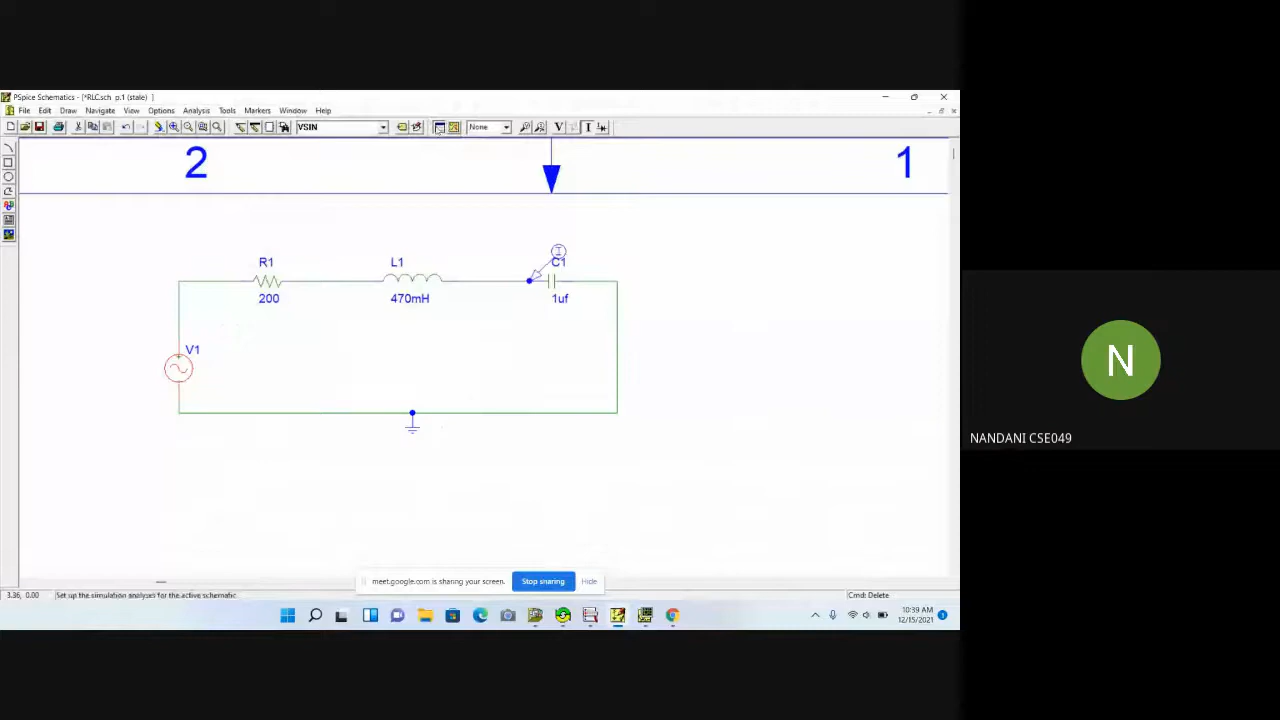 PSpice Schematics - [*RLC.sch p.1 (stale) ]
File Edit Draw Navigate View Options Analysis Tools Markers Window Help
VSIN
None
V
I
2
1
I
R1
L1
C1
200
470mH
1uf
V1
N
NANDANI CSE049
meet.google.com is sharing your screen.
Stop sharing
Hide
3.36, 0.00
Set up the simulation analyses for the active schematic
Cmd: Delete
10:39 AM
12/15/2021
1